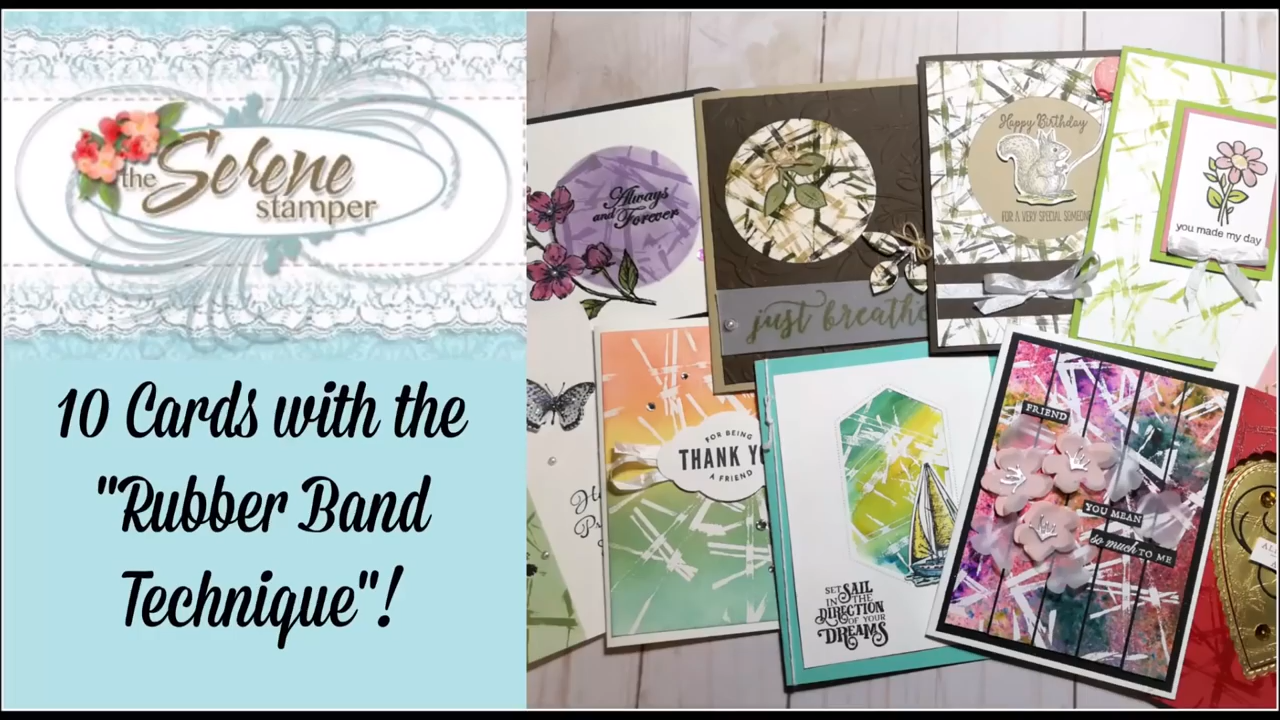 the Serene
stamper
10 Cards with the
"Rubber Band
Technique"!
Always
and Forever
just breathe
Happy Birthday
FOR A VERY SPECIAL SOMEONE
you made my day
FOR BEING
THANK YO
A FRIEND
SET SAIL
IN THE
DIRECTION
OF YOUR
DREAMS
FRIEND
YOU MEAN
so much TO ME